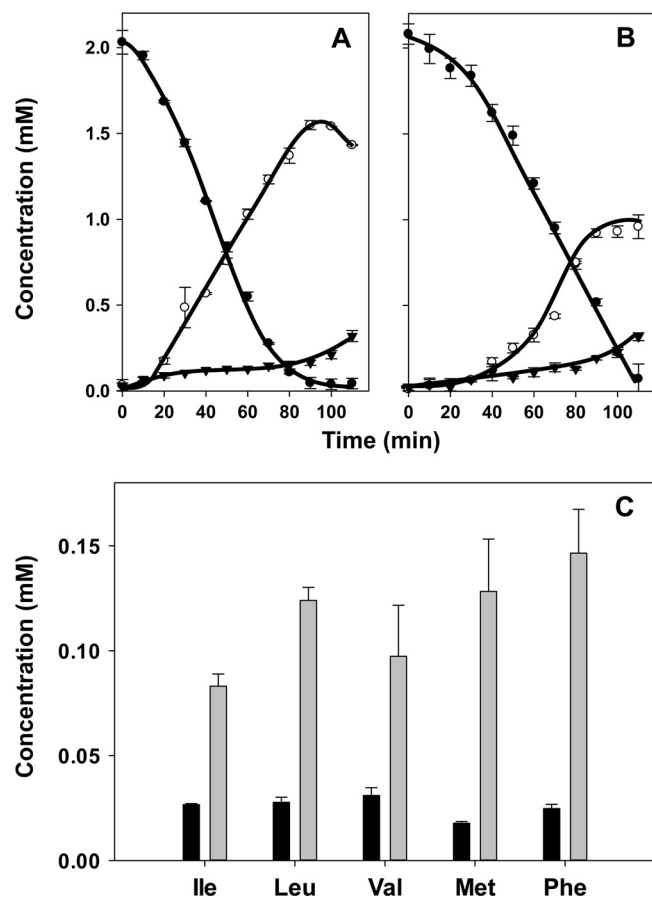 A
B
Concentration (mM)
2.0
1.5
1.0
0.5
0.0
0 20 40 60 80 100
0 20 40 60 80 100
Time (min)
C
Concentration (mM)
0.15
0.10
0.05
0.00
Ile Leu Val Met Phe